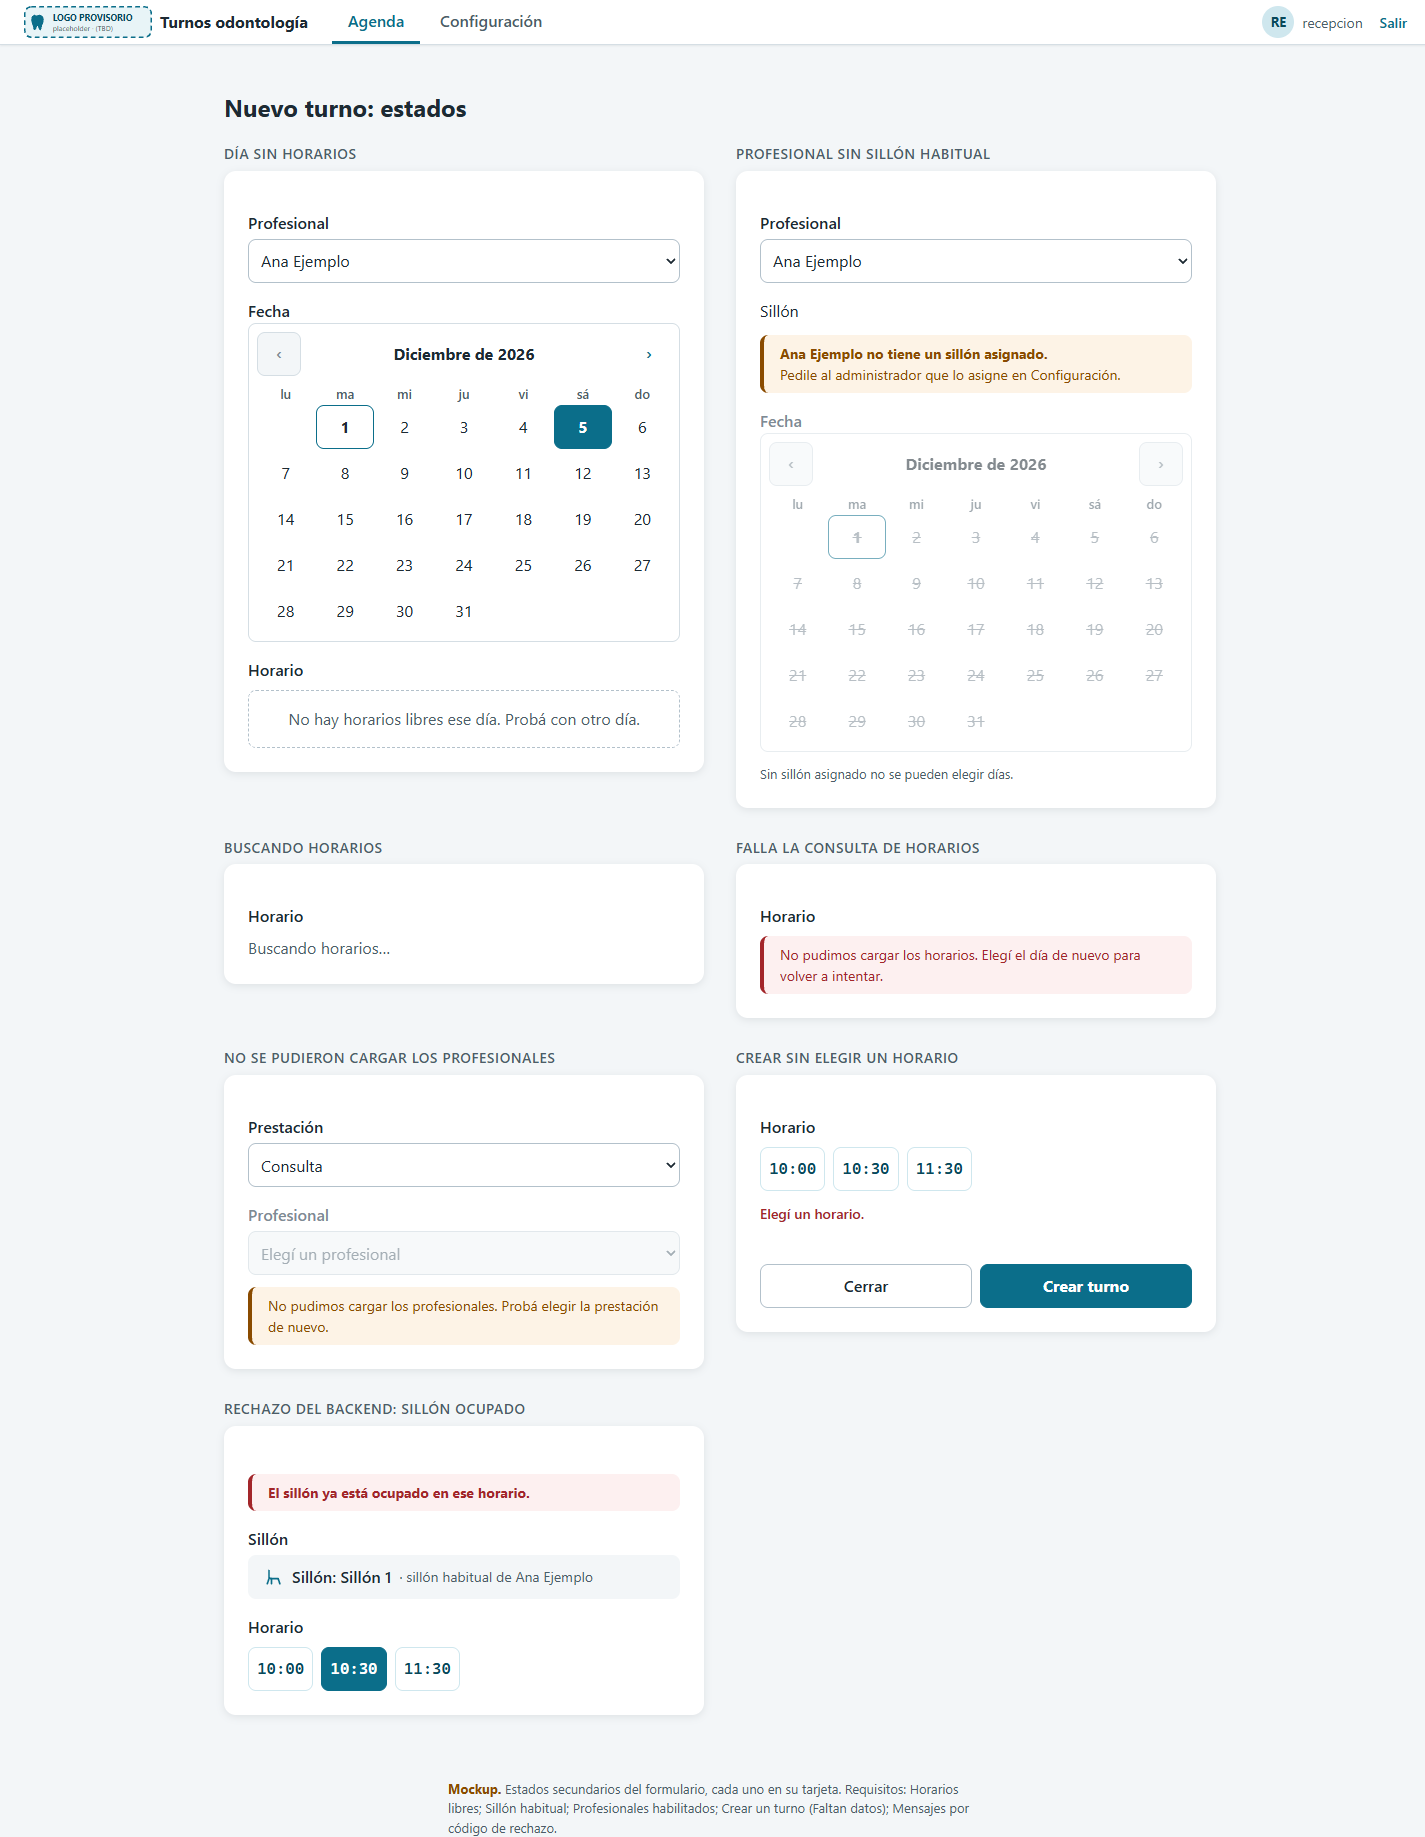 LOGO PROVISORIO
placeholder · (TBD)
Turnos odontología
Agenda
Configuración
RE
recepcion
Salir
Nuevo turno: estados
DÍA SIN HORARIOS
Profesional
Ana Ejemplo
Fecha
‹
Diciembre de 2026
›
lu ma mi ju vi sá do
1 2 3 4 5 6
7 8 9 10 11 12 13
14 15 16 17 18 19 20
21 22 23 24 25 26 27
28 29 30 31
Horario
No hay horarios libres ese día. Probá con otro día.
PROFESIONAL SIN SILLÓN HABITUAL
Profesional
Ana Ejemplo
Sillón
Ana Ejemplo no tiene un sillón asignado.
Pedile al administrador que lo asigne en Configuración.
Fecha
‹
Diciembre de 2026
›
lu ma mi ju vi sá do
1 2 3 4 5 6
7 8 9 10 11 12 13
14 15 16 17 18 19 20
21 22 23 24 25 26 27
28 29 30 31
Sin sillón asignado no se pueden elegir días.
BUSCANDO HORARIOS
Horario
Buscando horarios...
FALLA LA CONSULTA DE HORARIOS
Horario
No pudimos cargar los horarios. Elegí el día de nuevo para
volver a intentar.
NO SE PUDIERON CARGAR LOS PROFESIONALES
Prestación
Consulta
Profesional
Elegí un profesional
No pudimos cargar los profesionales. Probá elegir la prestación
de nuevo.
CREAR SIN ELEGIR UN HORARIO
Horario
10:00 10:30 11:30
Elegí un horario.
Cerrar
Crear turno
RECHAZO DEL BACKEND: SILLÓN OCUPADO
El sillón ya está ocupado en ese horario.
Sillón
Sillón: Sillón 1 · sillón habitual de Ana Ejemplo
Horario
10:00 10:30 11:30
Mockup. Estados secundarios del formulario, cada uno en su tarjeta. Requisitos: Horarios
libres; Sillón habitual; Profesionales habilitados; Crear un turno (Faltan datos); Mensajes por
código de rechazo.